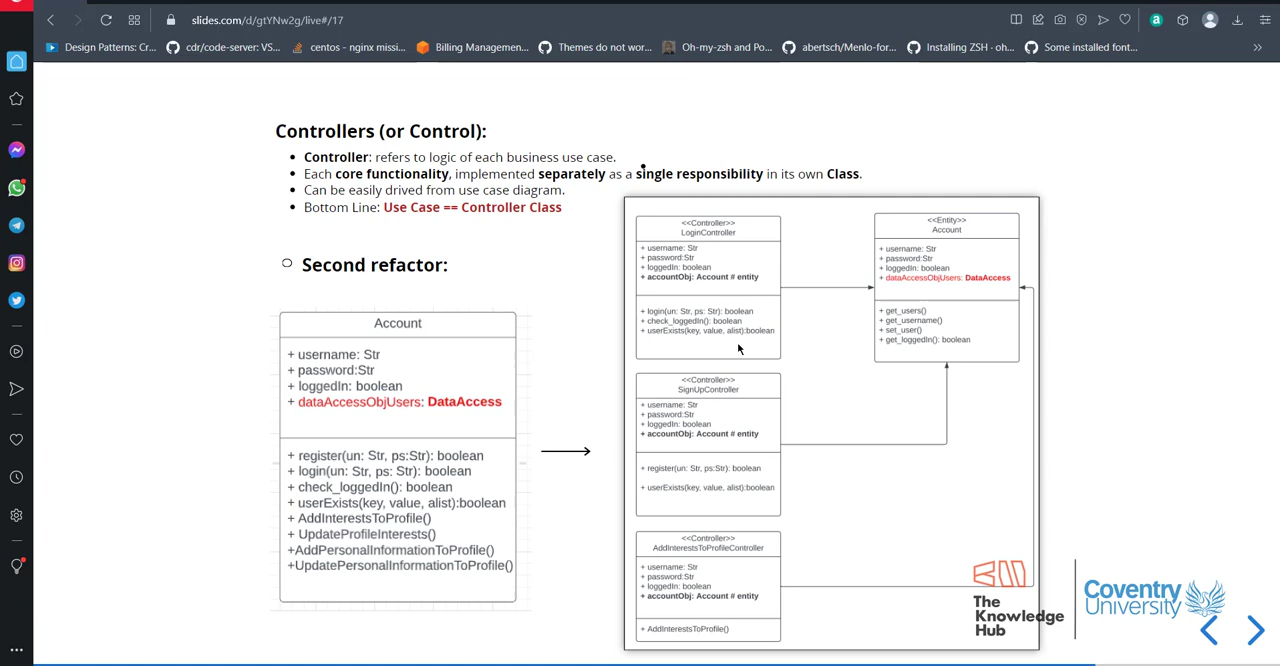 slides.com/d/gtYNw2g/live#/17
Design Patterns: Cr...
cdr/code-server: VS...
centos - nginx missi...
Billing Managemen...
Themes do not wor...
Oh-my-zsh and Po...
abertsch/Menlo-for...
Installing ZSH · oh...
Some installed font...
Controllers (or Control):
Controller: refers to logic of each business use case.
Each core functionality, implemented separately as a single responsibility in its own Class.
Can be easily drived from use case diagram.
Bottom Line: Use Case == Controller Class
Second refactor:
Account
+ username: Str
+ password:Str
+ loggedIn: boolean
+ dataAccessObjUsers: DataAccess
+ register(un: Str, ps:Str): boolean
+ login(un: Str, ps: Str): boolean
+ check_loggedIn(): boolean
+ userExists(key, value, alist):boolean
+ AddInterestsToProfile()
+ UpdateProfileInterests()
+AddPersonalInformationToProfile()
+UpdatePersonalInformationToProfile()
<<Controller>>
LoginController
+ username: Str
+ password:Str
+ loggedIn: boolean
+ accountObj: Account # entity
+ login(un: Str, ps: Str): boolean
+ check_loggedIn(): boolean
+ userExists(key, value, alist):boolean
<<Controller>>
SignUpController
+ username: Str
+ password:Str
+ loggedIn: boolean
+ accountObj: Account # entity
+ register(un: Str, ps:Str): boolean
+ userExists(key, value, alist):boolean
<<Controller>>
AddInterestsToProfileController
+ username: Str
+ password:Str
+ loggedIn: boolean
+ accountObj: Account # entity
+ AddInterestsToProfile()
<<Entity>>
Account
+ username: Str
+ password:Str
+ loggedIn: boolean
+ dataAccessObjUsers: DataAccess
+ get_users()
+ get_username()
+ set_user()
+ get_loggedIn(): boolean
The
Knowledge
Hub
Coventry
University